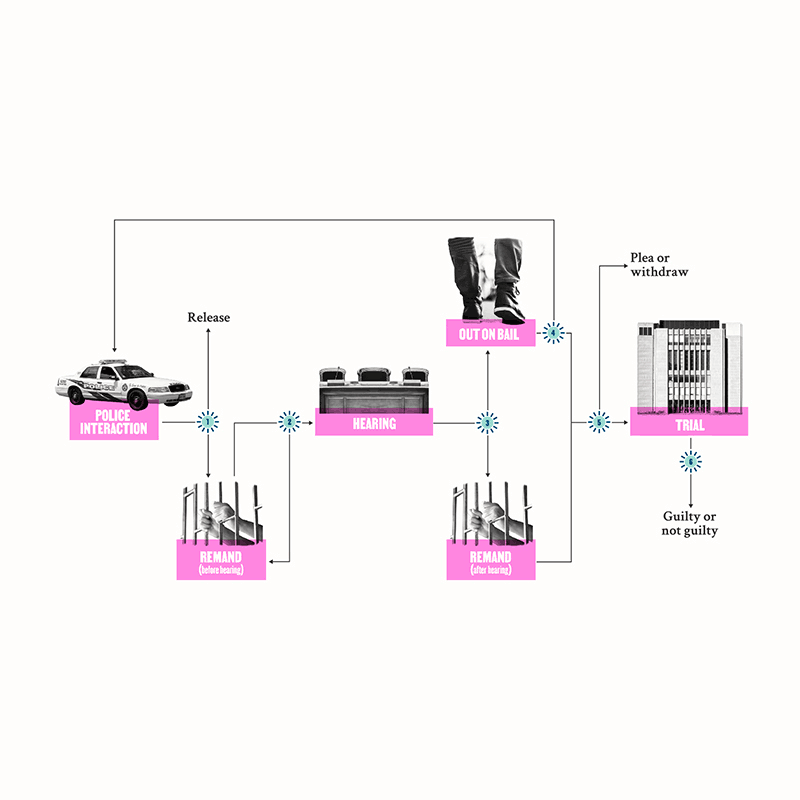 Plea or
withdraw
Release
4
OUT ON BAIL
POLICE
POLICE
INTERACTION
1
2
HEARING
3
5
TRIAL
6
Guilty or
not guilty
REMAND
(before hearing)
REMAND
(after hearing)